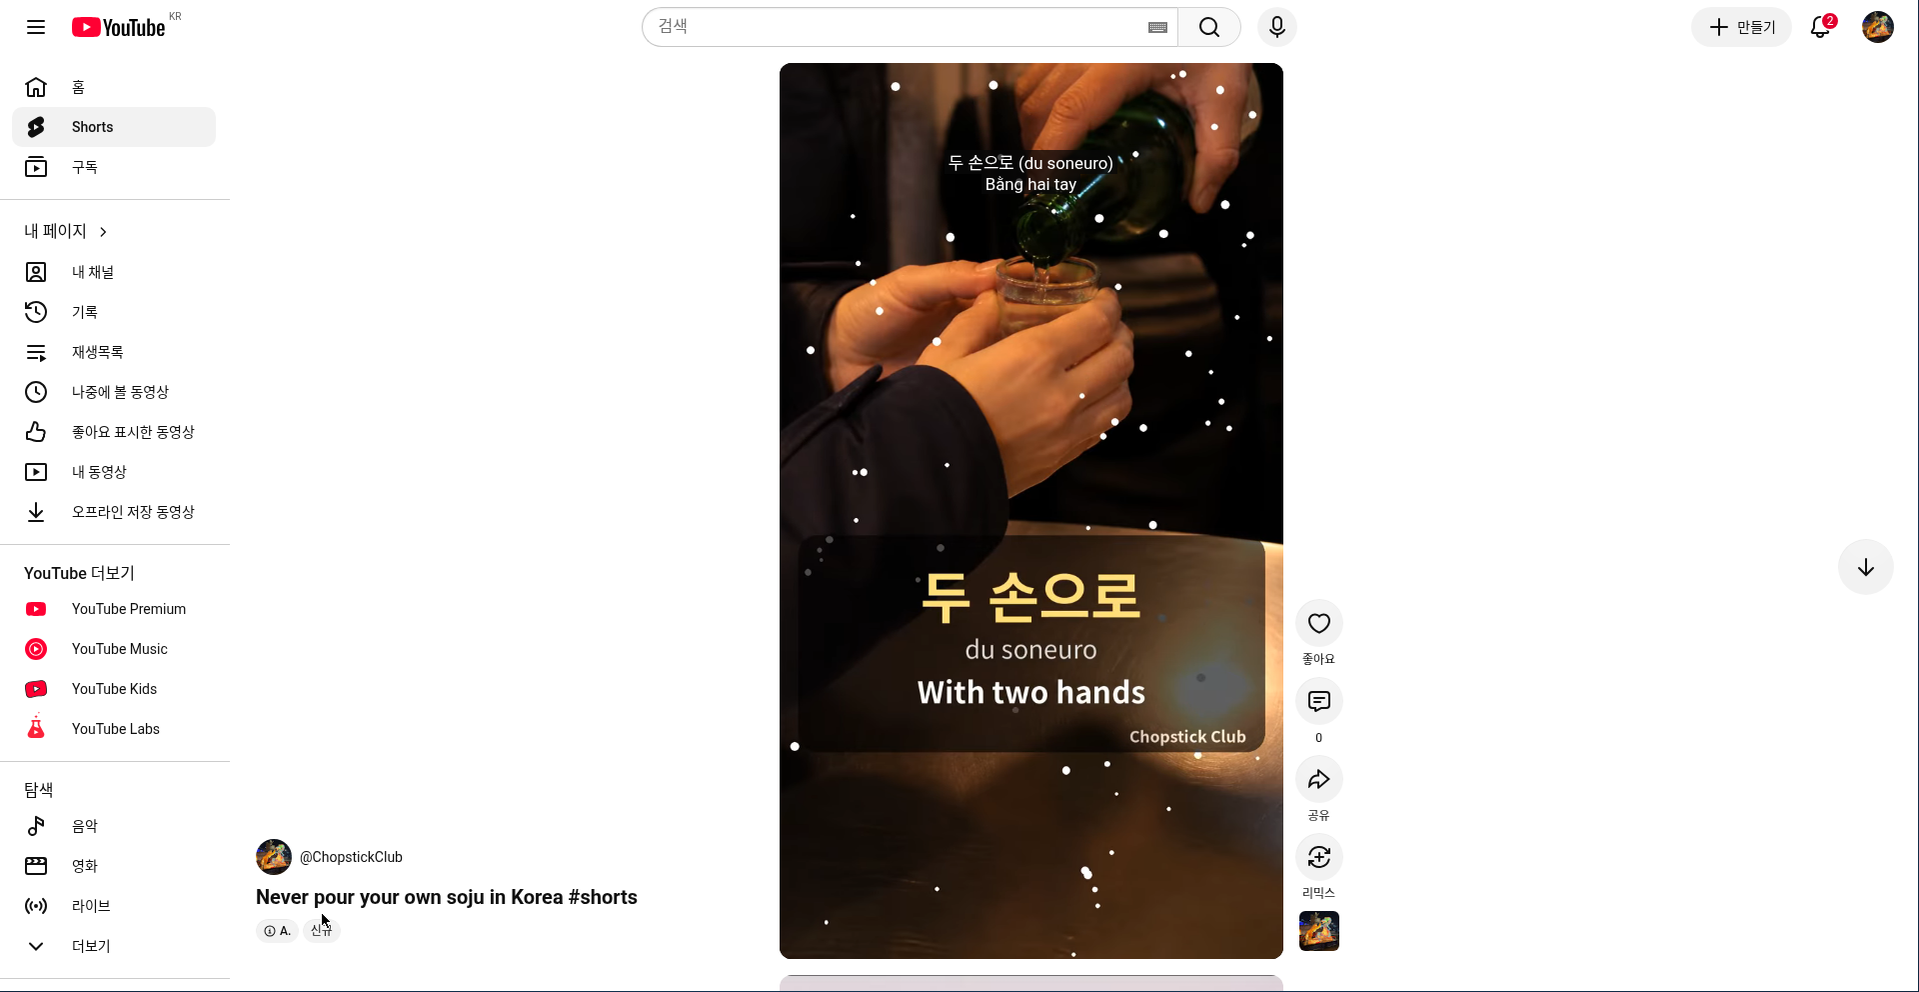 YouTube KR
검색
만들기
2
홈
Shorts
구독
내 페이지
내 채널
기록
재생목록
나중에 볼 동영상
좋아요 표시한 동영상
내 동영상
오프라인 저장 동영상
YouTube 더보기
YouTube Premium
YouTube Music
YouTube Kids
YouTube Labs
탐색
음악
영화
라이브
더보기
두 손으로 (du soneuro)
Bằng hai tay
두 손으로
du soneuro
With two hands
Chopstick Club
좋아요
0
공유
리믹스
@ChopstickClub
Never pour your own soju in Korea #shorts
A.
신규